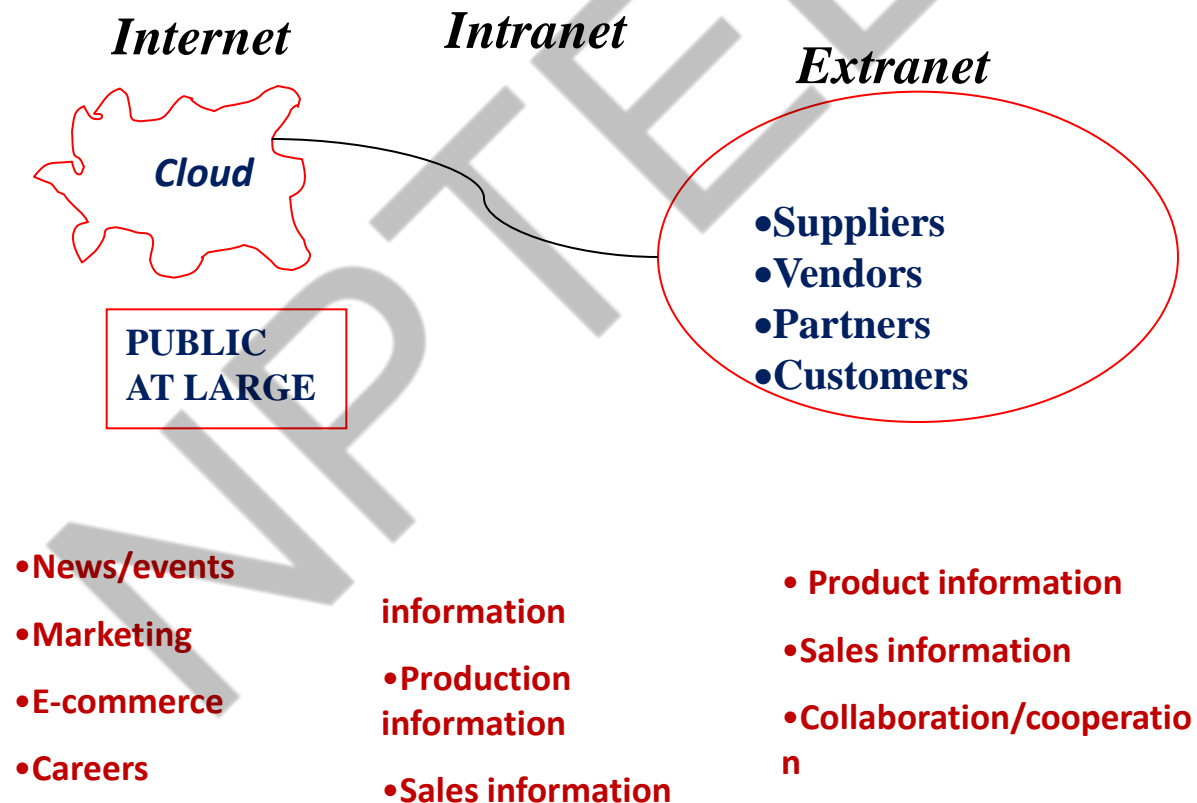 Internet
Intranet
Extranet
Cloud
PUBLIC
AT LARGE
•Suppliers
•Vendors
•Partners
•Customers
•News/events
•Marketing
•E-commerce
•Careers
information
•Production
information
•Sales information
• Product information
•Sales information
•Collaboration/cooperatio
n
NPTEL